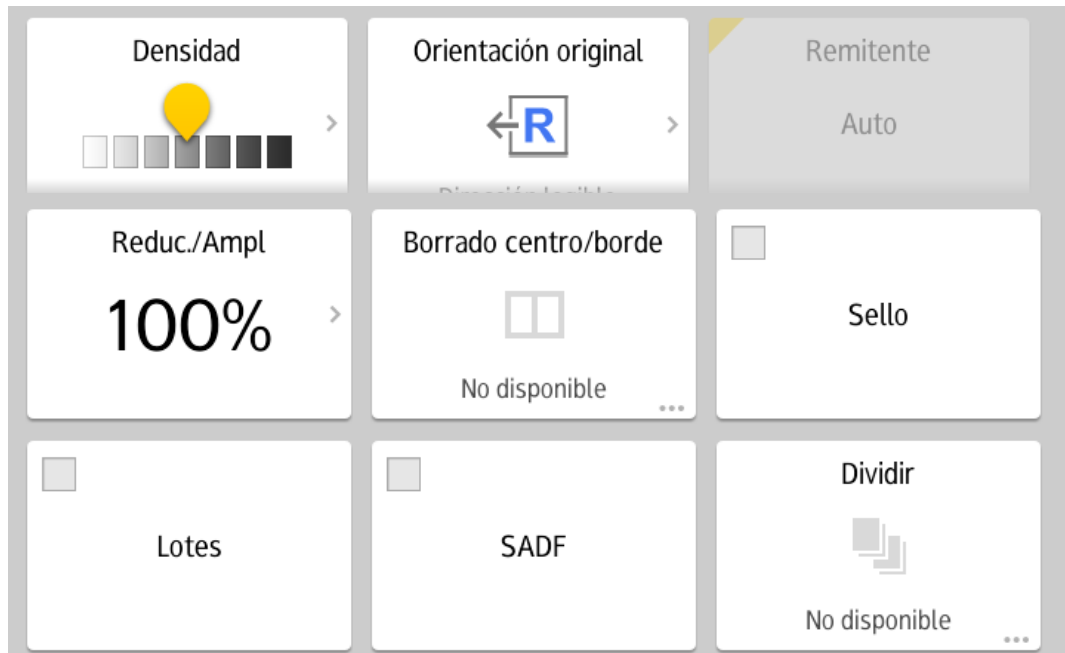 Densidad
Orientación original
R
Remitente
Auto
Reduc./Ampl
100%
Borrado centro/borde
No disponible
Sello
Lotes
SADF
Dividir
No disponible